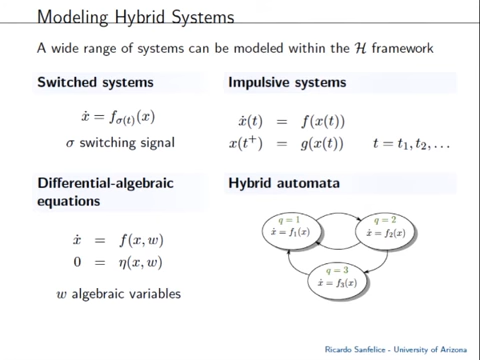 Modeling Hybrid Systems
A wide range of systems can be modeled within the ℋ framework
Switched systems
ẋ = f_{σ(t)}(x)
σ switching signal
Impulsive systems
ẋ(t) = f(x(t))
x(t⁺) = g(x(t)) t = t₁, t₂, …
Differential-algebraic
equations
ẋ = f(x, w)
0 = η(x, w)
w algebraic variables
Hybrid automata
q = 1
ẋ = f₁(x)
q = 2
ẋ = f₂(x)
q = 3
ẋ = f₃(x)
Ricardo Sanfelice - University of Arizona